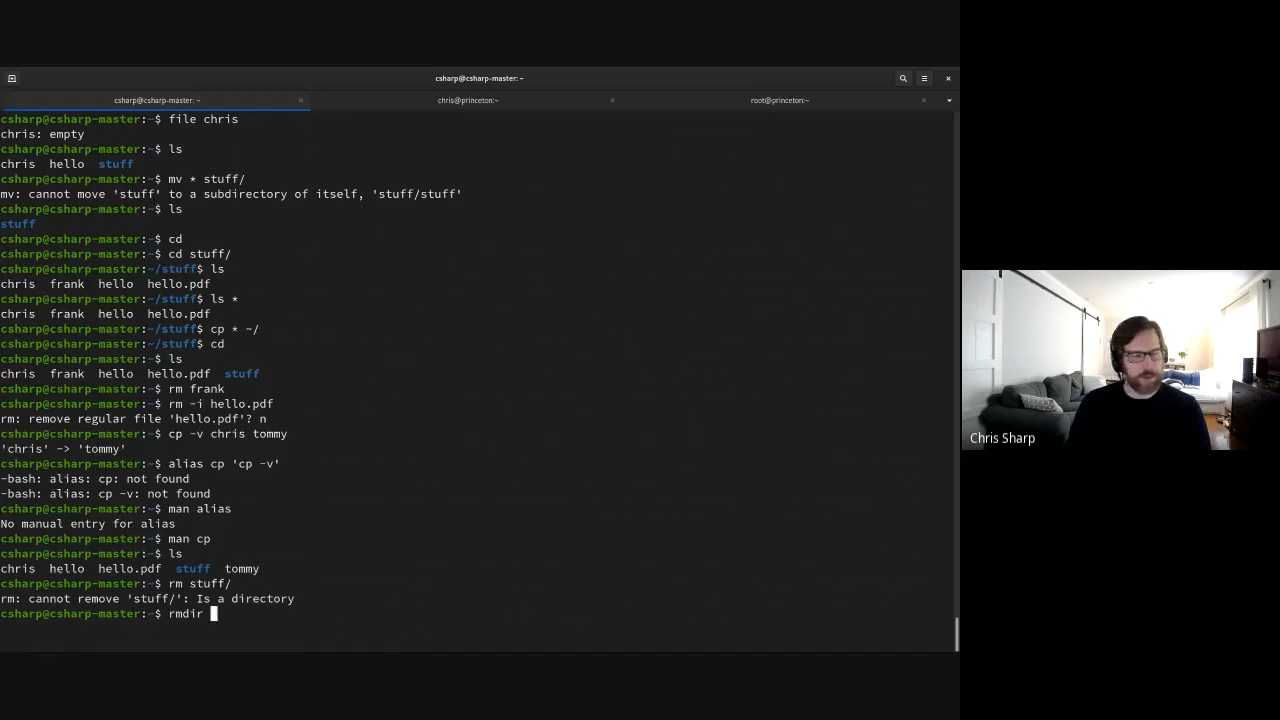 csharp@csharp-master: ~
csharp@csharp-master: ~
chris@princeton:~
root@princeton:~
csharp@csharp-master:~$ file chris
chris: empty
csharp@csharp-master:~$ ls
chris  hello  stuff
csharp@csharp-master:~$ mv * stuff/
mv: cannot move 'stuff' to a subdirectory of itself, 'stuff/stuff'
csharp@csharp-master:~$ ls
stuff
csharp@csharp-master:~$ cd
csharp@csharp-master:~$ cd stuff/
csharp@csharp-master:~/stuff$ ls
chris  frank  hello  hello.pdf
csharp@csharp-master:~/stuff$ ls *
chris  frank  hello  hello.pdf
csharp@csharp-master:~/stuff$ cp * ~/
csharp@csharp-master:~/stuff$ cd
csharp@csharp-master:~$ ls
chris  frank  hello  hello.pdf  stuff
csharp@csharp-master:~$ rm frank
csharp@csharp-master:~$ rm -i hello.pdf
rm: remove regular file 'hello.pdf'? n
csharp@csharp-master:~$ cp -v chris tommy
'chris' -> 'tommy'
csharp@csharp-master:~$ alias cp 'cp -v'
-bash: alias: cp: not found
-bash: alias: cp -v: not found
csharp@csharp-master:~$ man alias
No manual entry for alias
csharp@csharp-master:~$ man cp
csharp@csharp-master:~$ ls
chris  hello  hello.pdf  stuff  tommy
csharp@csharp-master:~$ rm stuff/
rm: cannot remove 'stuff/': Is a directory
csharp@csharp-master:~$ rmdir
Chris Sharp